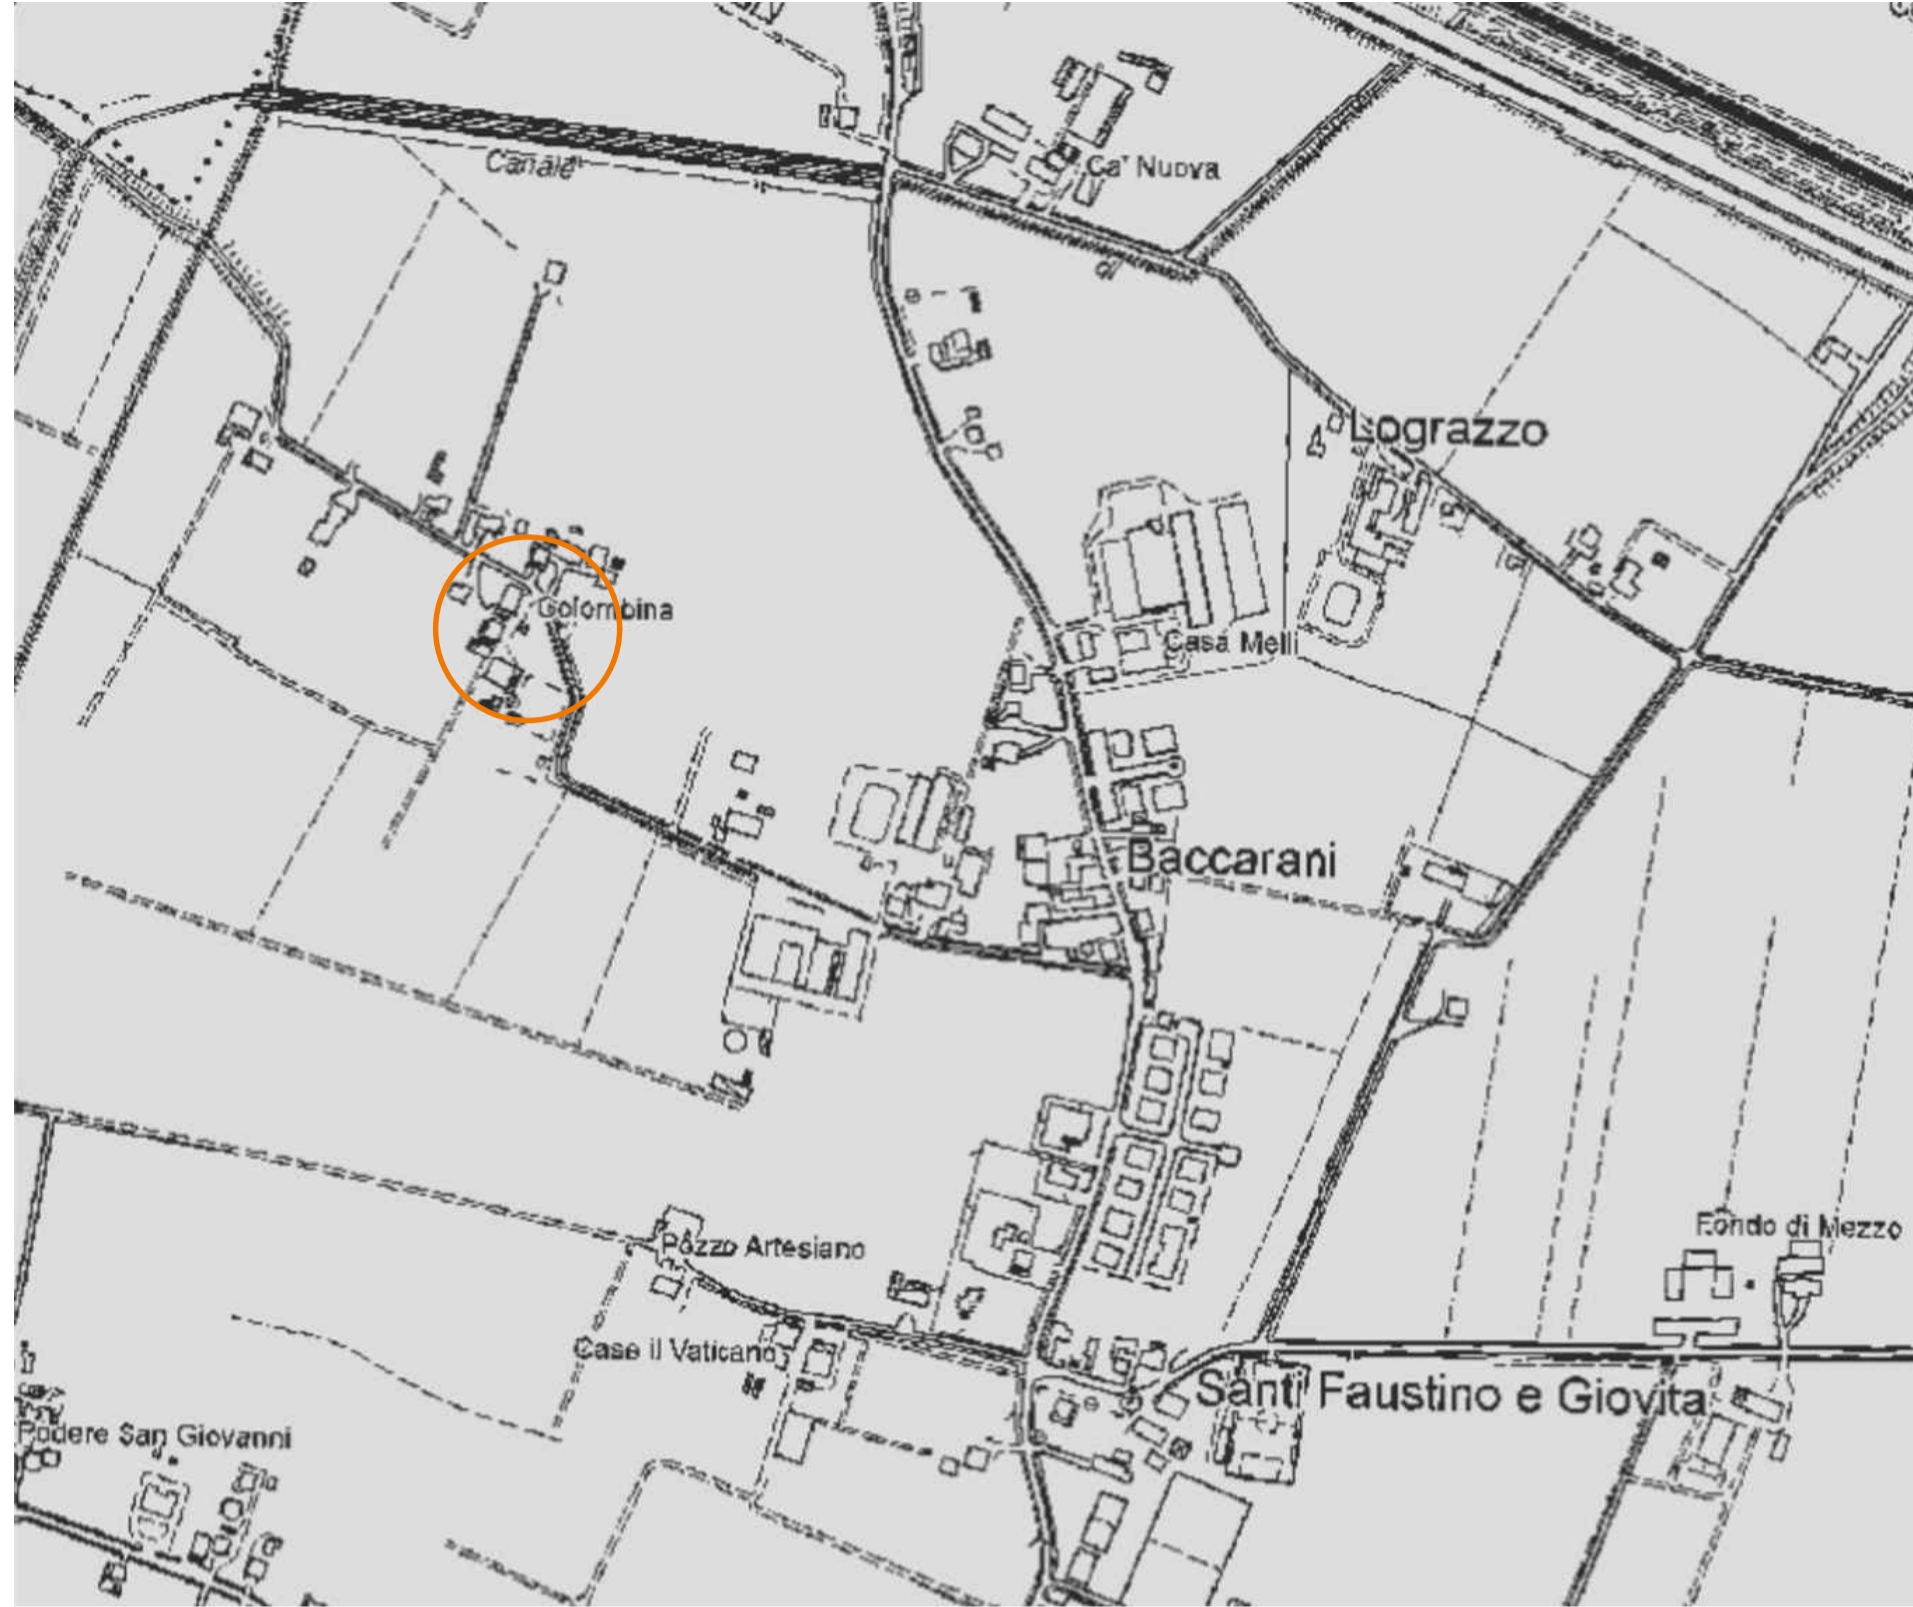 Canale
Ca' Nuova
di
Lograzzo
Colombina
Casa Melli
Baccarani
Fondo di Mezzo
Pozzo Artesiano
Case il Vaticano
Santi Faustino e Giovita
Podere San Giovanni